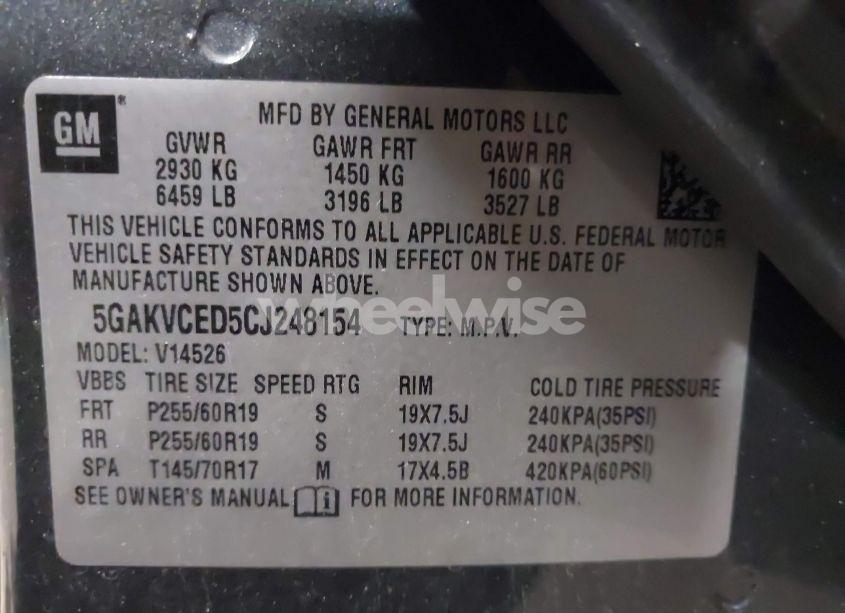 GM ®
MFD BY GENERAL MOTORS LLC
GVWR GAWR FRT GAWR RR
2930 KG 1450 KG 1600 KG
6459 LB 3196 LB 3527 LB
THIS VEHICLE CONFORMS TO ALL APPLICABLE U.S. FEDERAL MOTOR
VEHICLE SAFETY STANDARDS IN EFFECT ON THE DATE OF
MANUFACTURE SHOWN ABOVE.
wheelwise
5GAKVCED5CJ248154 TYPE: M.P.V.
MODEL: V14526
VBBS TIRE SIZE SPEED RTG RIM COLD TIRE PRESSURE
FRT P255/60R19 S 19X7.5J 240KPA(35PSI)
RR P255/60R19 S 19X7.5J 240KPA(35PSI)
SPA T145/70R17 M 17X4.5B 420KPA(60PSI)
SEE OWNER'S MANUAL i FOR MORE INFORMATION.